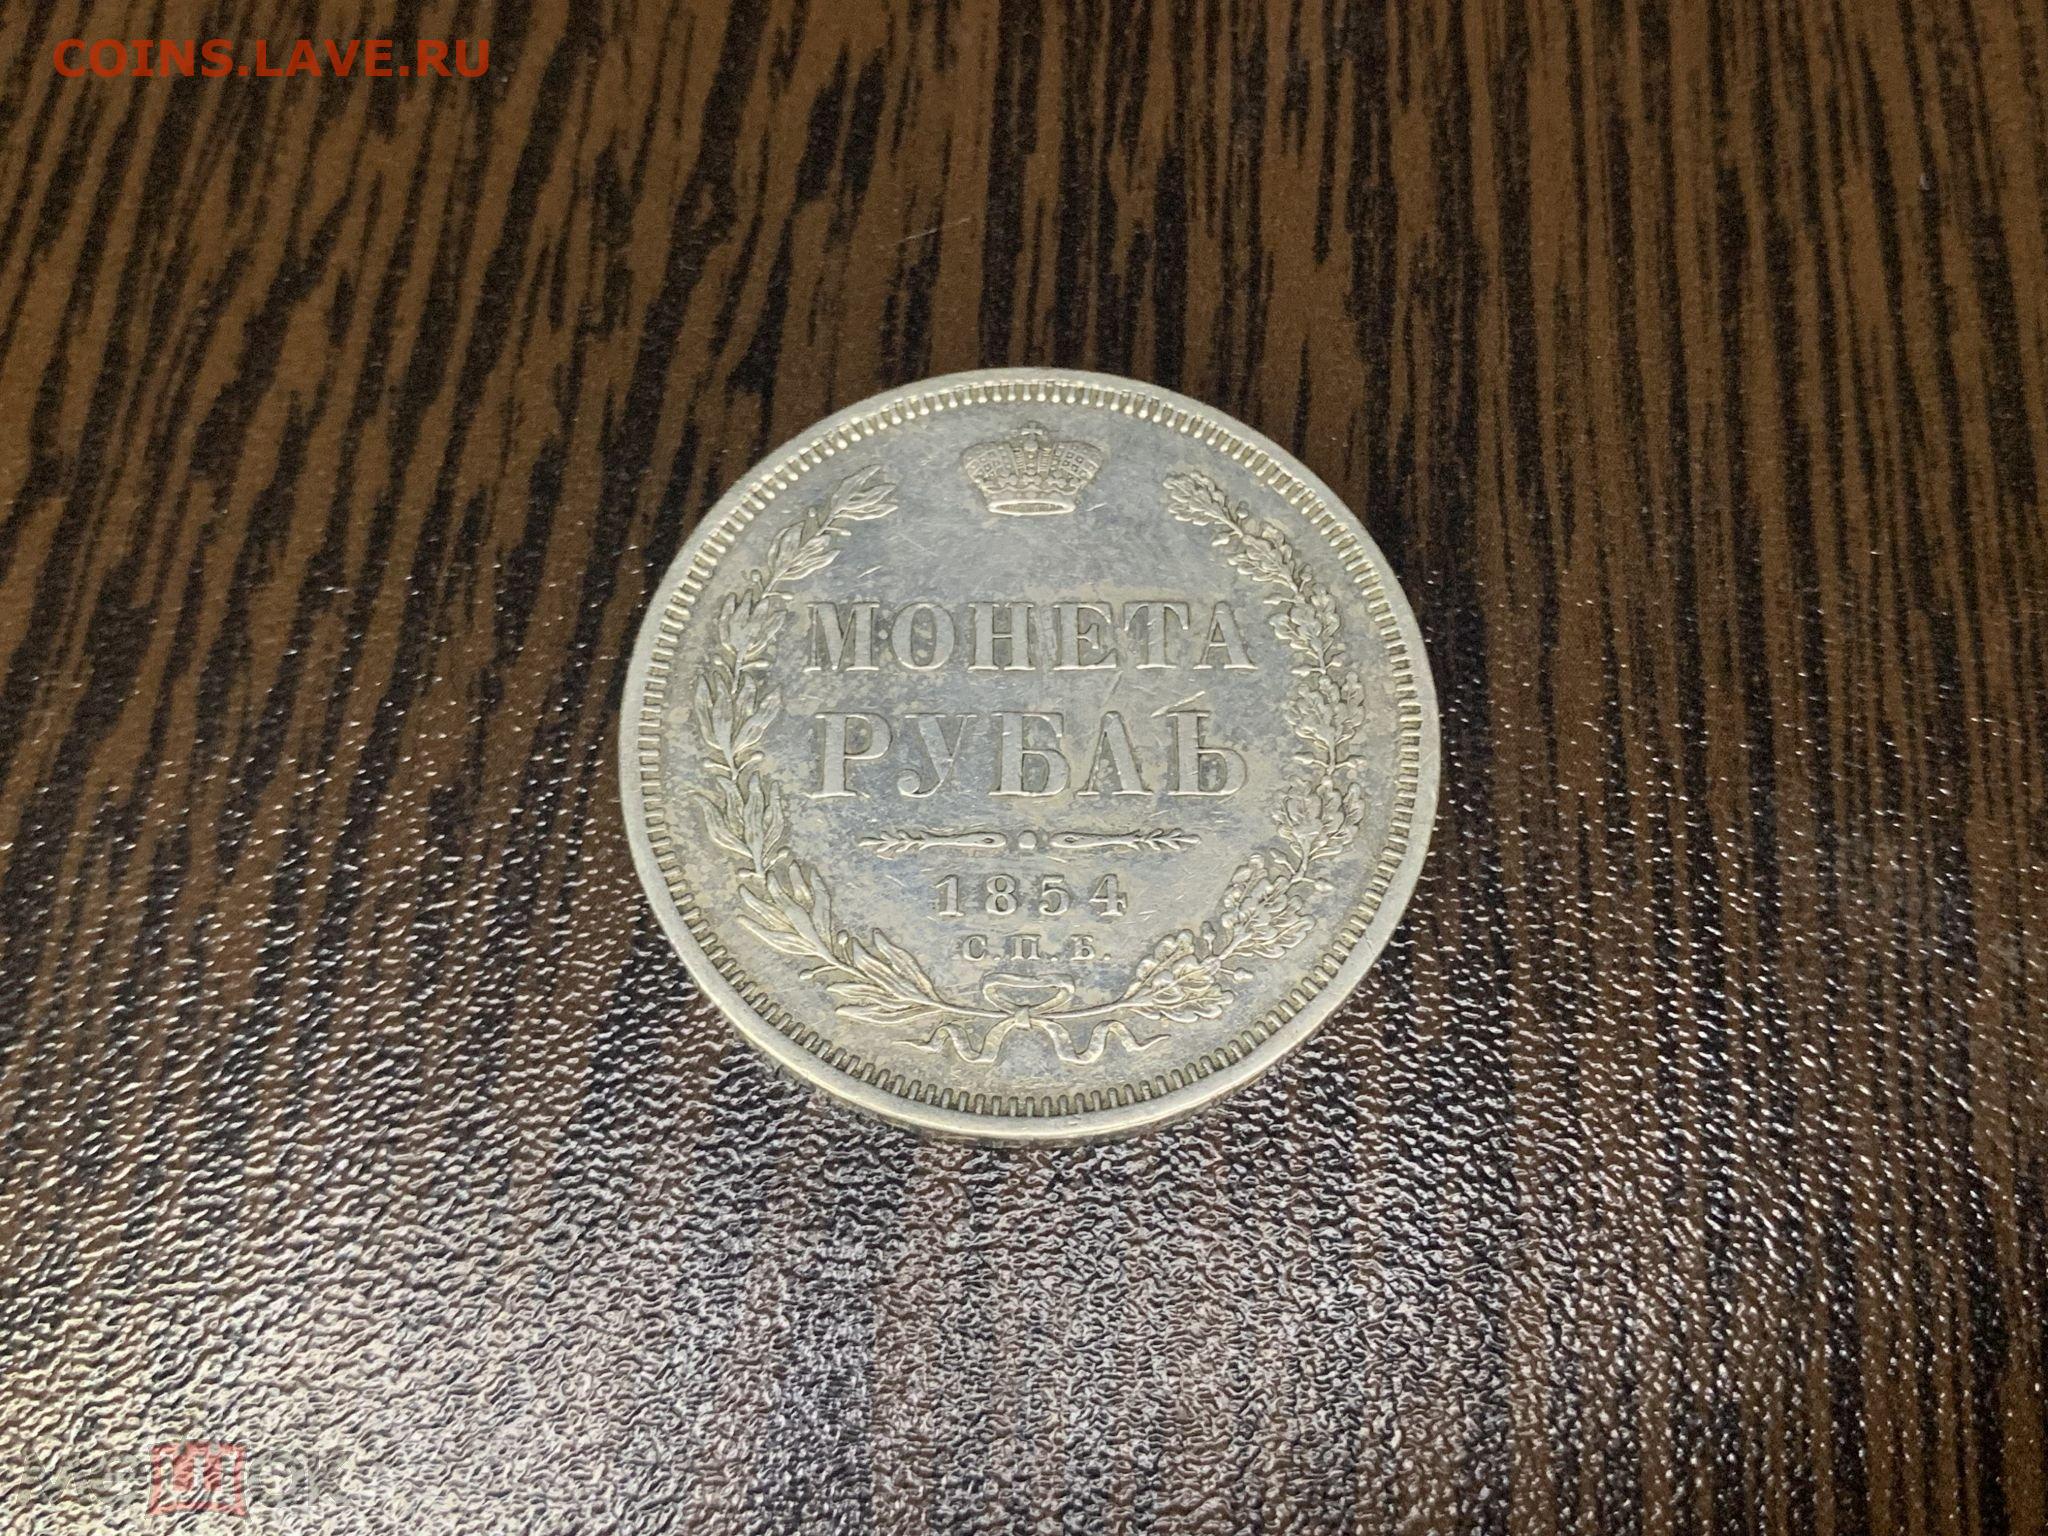 COINS.LAVE.RU
МОНЕТА
РУБЛЬ
1854
С.П.Б.